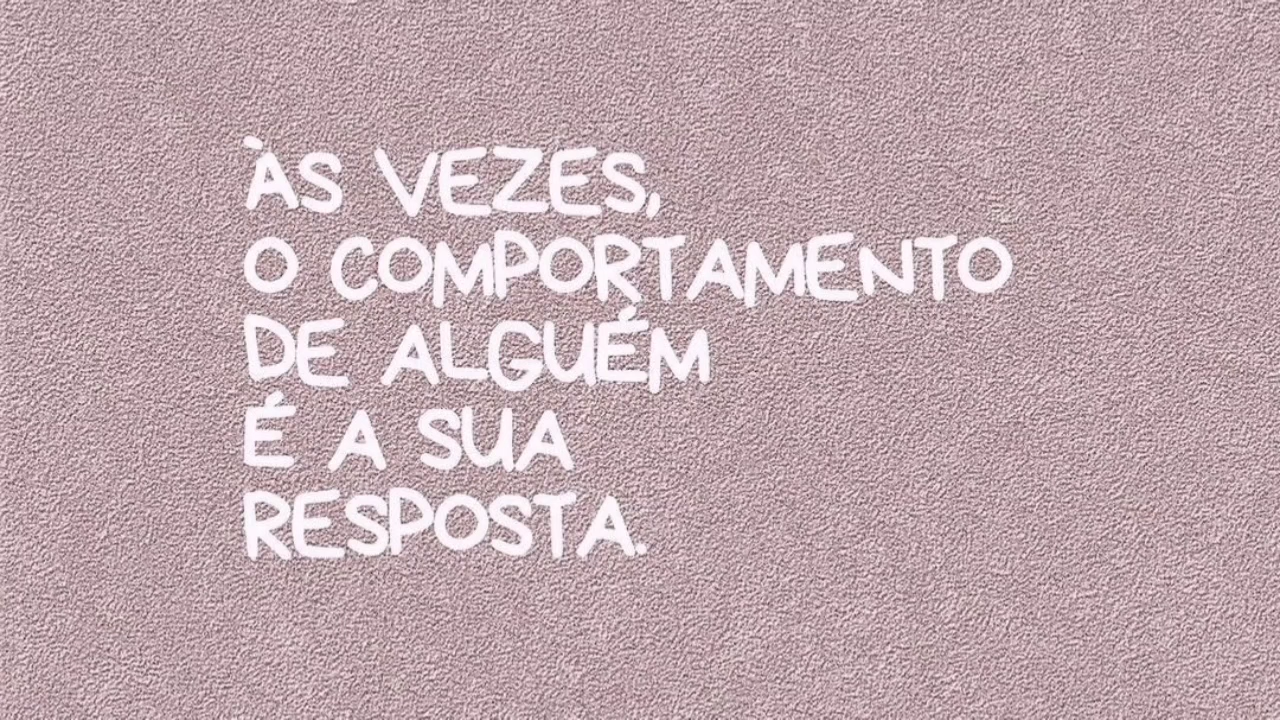 ÀS VEZES,
O COMPORTAMENTO
DE ALGUÉM
É A SUA
RESPOSTA.